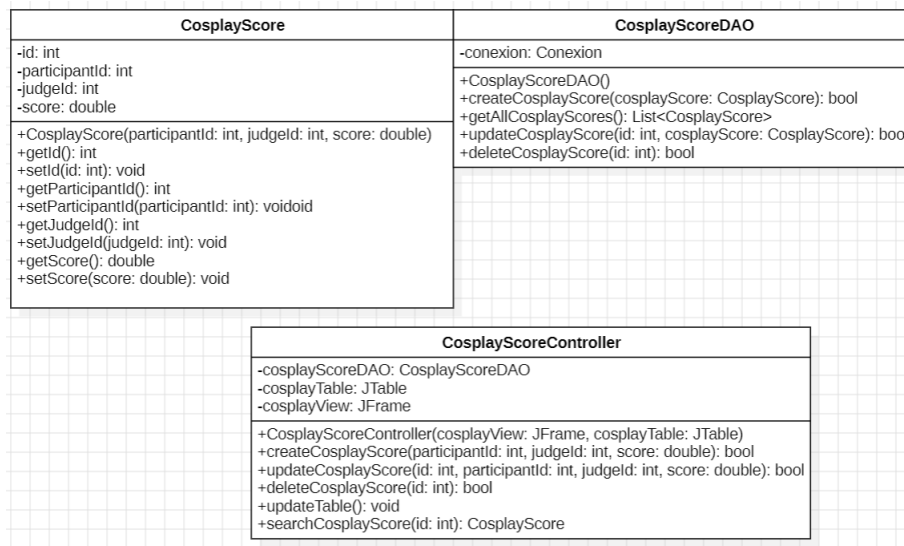 CosplayScore
-id: int
-participantId: int
-judgeId: int
-score: double
+CosplayScore(participantId: int, judgeId: int, score: double)
+getId(): int
+setId(id: int): void
+getParticipantId(): int
+setParticipantId(participantId: int): voidoid
+getJudgeId(): int
+setJudgeId(judgeId: int): void
+getScore(): double
+setScore(score: double): void
CosplayScoreDAO
-conexion: Conexion
+CosplayScoreDAO()
+createCosplayScore(cosplayScore: CosplayScore): bool
+getAllCosplayScores(): List<CosplayScore>
+updateCosplayScore(id: int, cosplayScore: CosplayScore): boo
+deleteCosplayScore(id: int): bool
CosplayScoreController
-cosplayScoreDAO: CosplayScoreDAO
-cosplayTable: JTable
-cosplayView: JFrame
+CosplayScoreController(cosplayView: JFrame, cosplayTable: JTable)
+createCosplayScore(participantId: int, judgeId: int, score: double): bool
+updateCosplayScore(id: int, participantId: int, judgeId: int, score: double): bool
+deleteCosplayScore(id: int): bool
+updateTable(): void
+searchCosplayScore(id: int): CosplayScore